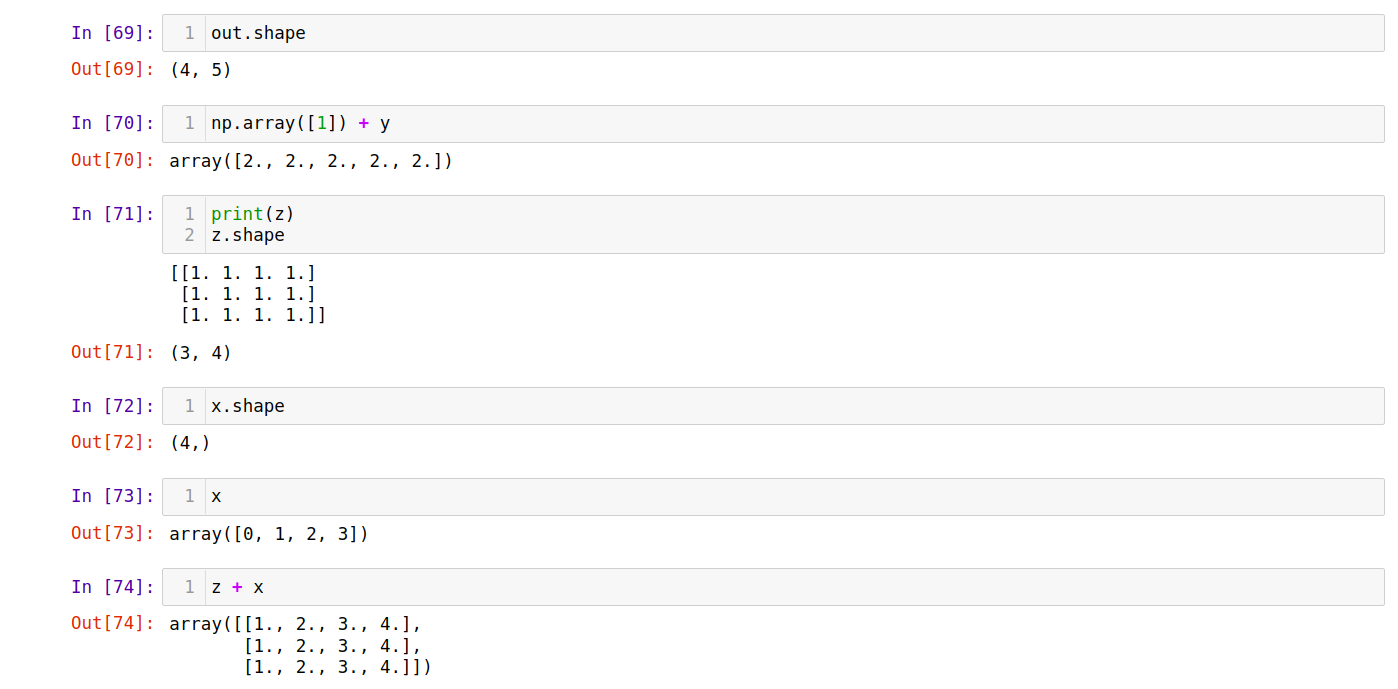 In [69]: 1 out.shape
Out[69]: (4, 5)
In [70]: 1 np.array([1]) + y
Out[70]: array([2., 2., 2., 2., 2.])
In [71]: 1 print(z)
2 z.shape
[[1. 1. 1. 1.]
 [1. 1. 1. 1.]
 [1. 1. 1. 1.]]
Out[71]: (3, 4)
In [72]: 1 x.shape
Out[72]: (4,)
In [73]: 1 x
Out[73]: array([0, 1, 2, 3])
In [74]: 1 z + x
Out[74]: array([[1., 2., 3., 4.],
       [1., 2., 3., 4.],
       [1., 2., 3., 4.]])